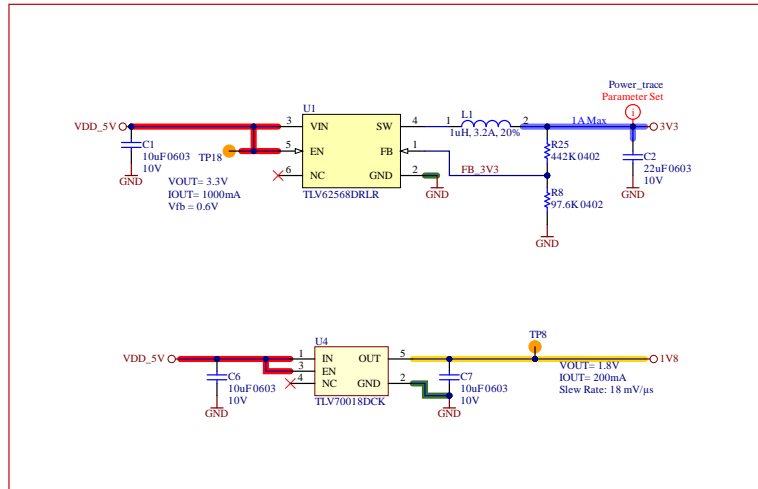 Power_trace
Parameter Set
i
U1
L1
VDD_5V
3
VIN
SW
4
1
2
1A Max
3V3
1uH, 3.2A, 20%
C1
10uF 0603
10V
GND
TP18
5
EN
FB
1
R25
442K 0402
C2
22uF 0603
10V
GND
6
NC
GND
2
GND
FB_3V3
VOUT= 3.3V
IOUT= 1000mA
Vfb = 0.6V
TLV62568DRLR
R8
97.6K 0402
GND
TP8
U4
VDD_5V
1
IN
OUT
5
1V8
3
EN
4
NC
GND
2
C6
10uF 0603
10V
GND
TLV70018DCK
C7
10uF 0603
10V
GND
VOUT= 1.8V
IOUT= 200mA
Slew Rate: 18 mV/µs